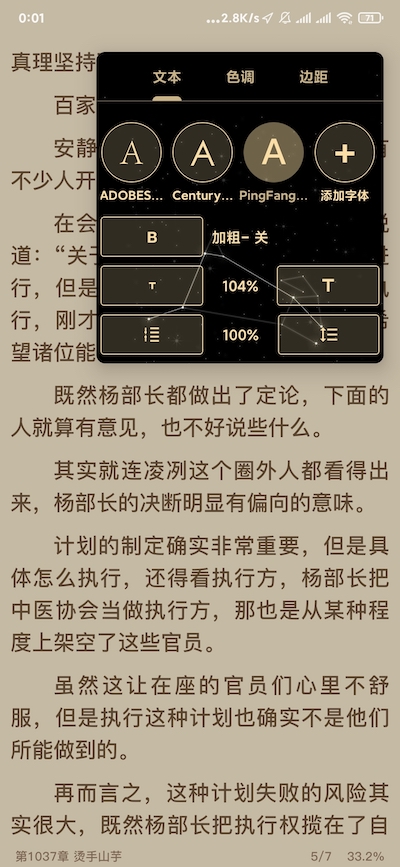 0:01 ...2.8K/s 71
真理坚持
文本 色调 边距
百家
安静
不少人开
A A A +
ADOBES... Century... PingFang... 添加字体
在会
道：“关于
B 加粗- 关
行，但是
T 104% T
行，刚才
100%
望诸位能
既然杨部长都做出了定论，下面的
人就算有意见，也不好说些什么。
其实就连凌冽这个圈外人都看得出
来，杨部长的决断明显有偏向的意味。
计划的制定确实非常重要，但是具
体怎么执行，还得看执行方，杨部长把
中医协会当做执行方，那也是从某种程
度上架空了这些官员。
虽然这让在座的官员们心里不舒
服，但是执行这种计划也确实不是他们
所能做到的。
再而言之，这种计划失败的风险其
实很大，既然杨部长把执行权揽在了自
第1037章 烫手山芋 5/7 33.2%